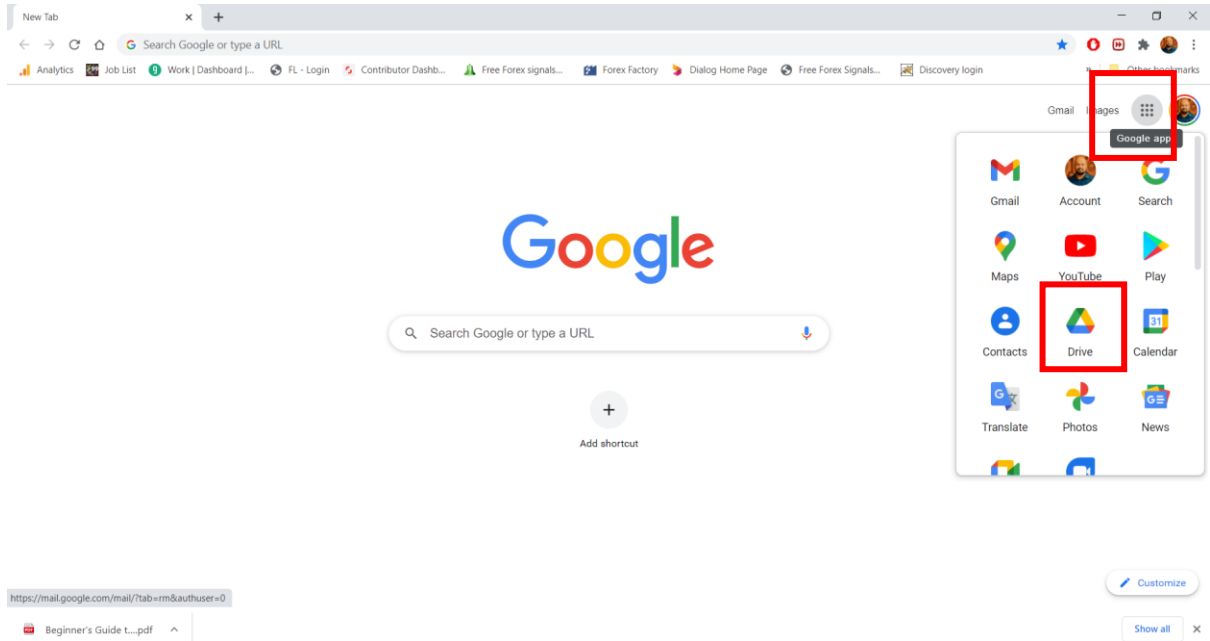 New Tab
Search Google or type a URL
Analytics Job List Work | Dashboard |... FL - Login Contributor Dashb... Free Forex signals... Forex Factory Dialog Home Page Free Forex Signals... Discovery login » Other bookmarks
Gmail Images
Google apps
Gmail Account Search
Google
Maps YouTube Play
Search Google or type a URL
31
Contacts Drive Calendar
Translate Photos News
Add shortcut
Customize
https://mail.google.com/mail/?tab=rm&authuser=0
Beginner's Guide t....pdf Show all